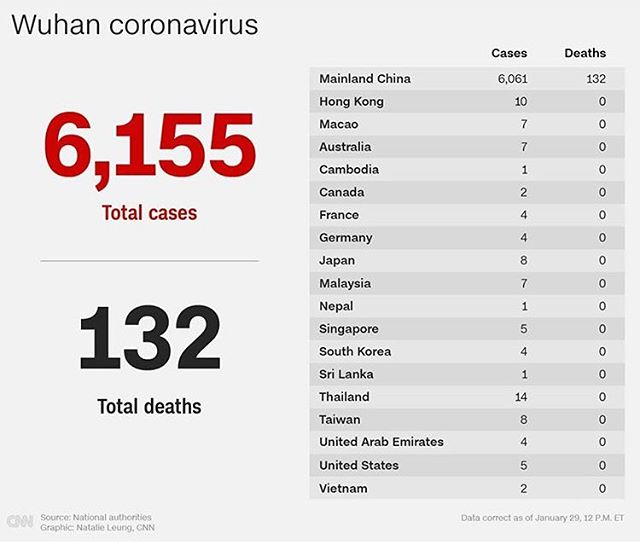 Wuhan coronavirus
6,155
Total cases
132
Total deaths
Cases Deaths
Mainland China 6,061 132
Hong Kong 10 0
Macao 7 0
Australia 7 0
Cambodia 1 0
Canada 2 0
France 4 0
Germany 4 0
Japan 8 0
Malaysia 7 0
Nepal 1 0
Singapore 5 0
South Korea 4 0
Sri Lanka 1 0
Thailand 14 0
Taiwan 8 0
United Arab Emirates 4 0
United States 5 0
Vietnam 2 0
CNN
Source: National authorities
Graphic: Natalie Leung, CNN
Data correct as of January 29, 12 P.M. ET